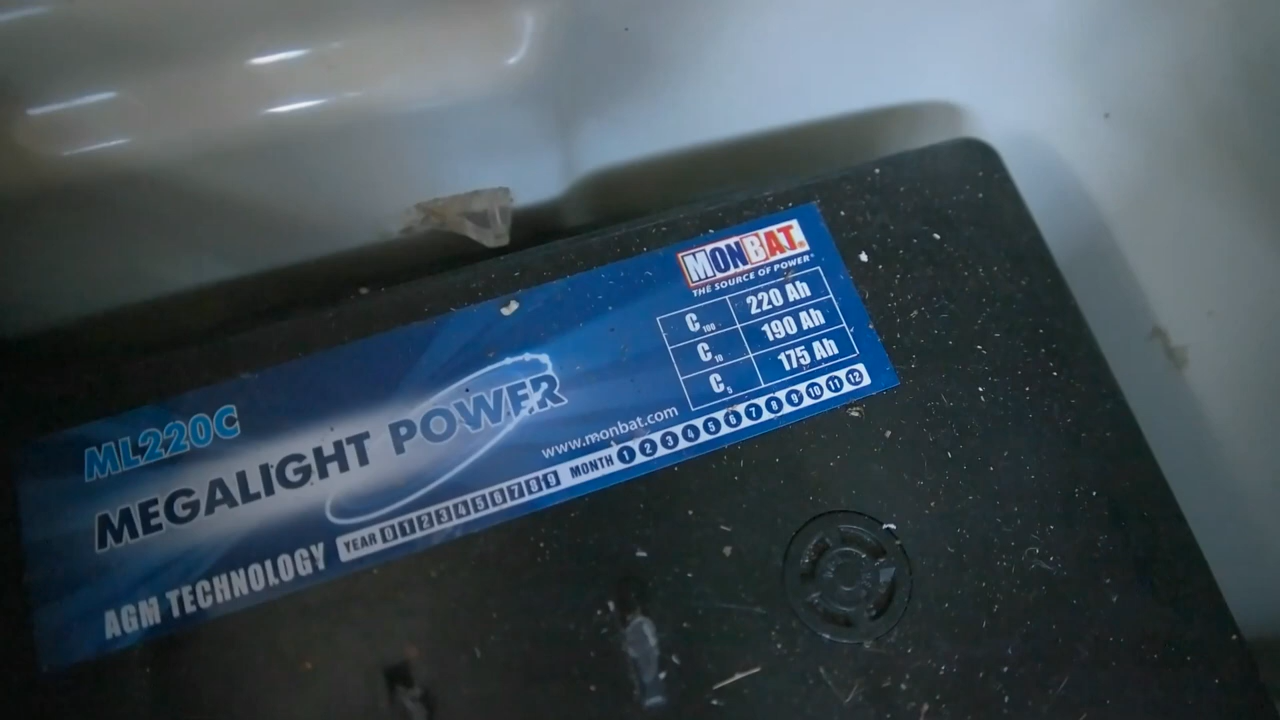 MONBAT®
THE SOURCE OF POWER®
C100 220 Ah
C10 190 Ah
C5 175 Ah
ML220C
MEGALIGHT POWER
www.monbat.com
AGM TECHNOLOGY
YEAR 0 1 2 3 4 5 6 7 8 9 MONTH 1 2 3 4 5 6 7 8 9 10 11 12